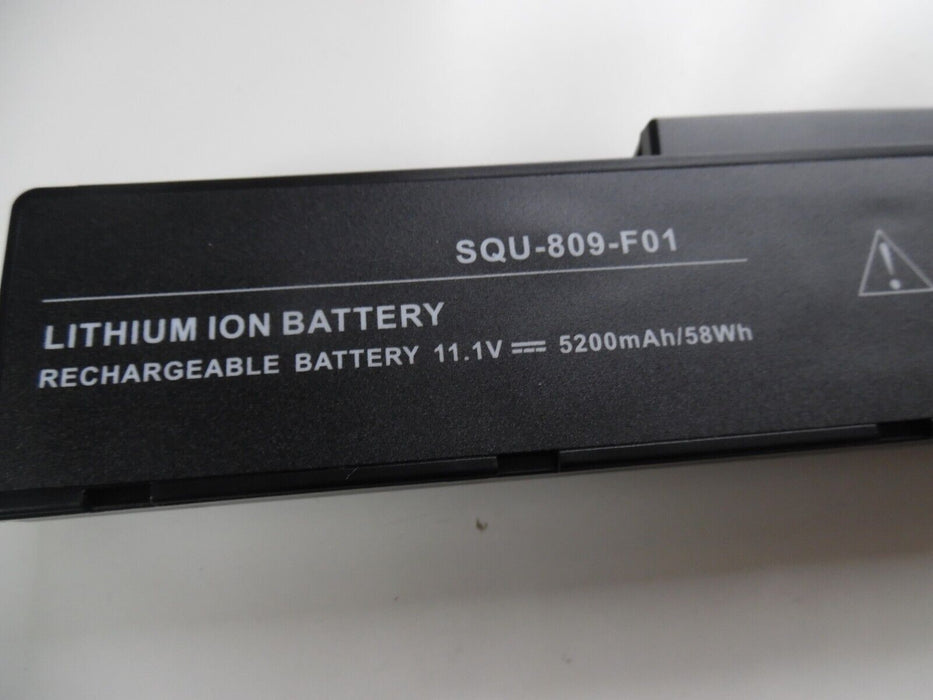 SQU-809-F01
LITHIUM ION BATTERY
RECHARGEABLE BATTERY 11.1V ⎓ 5200mAh/58Wh